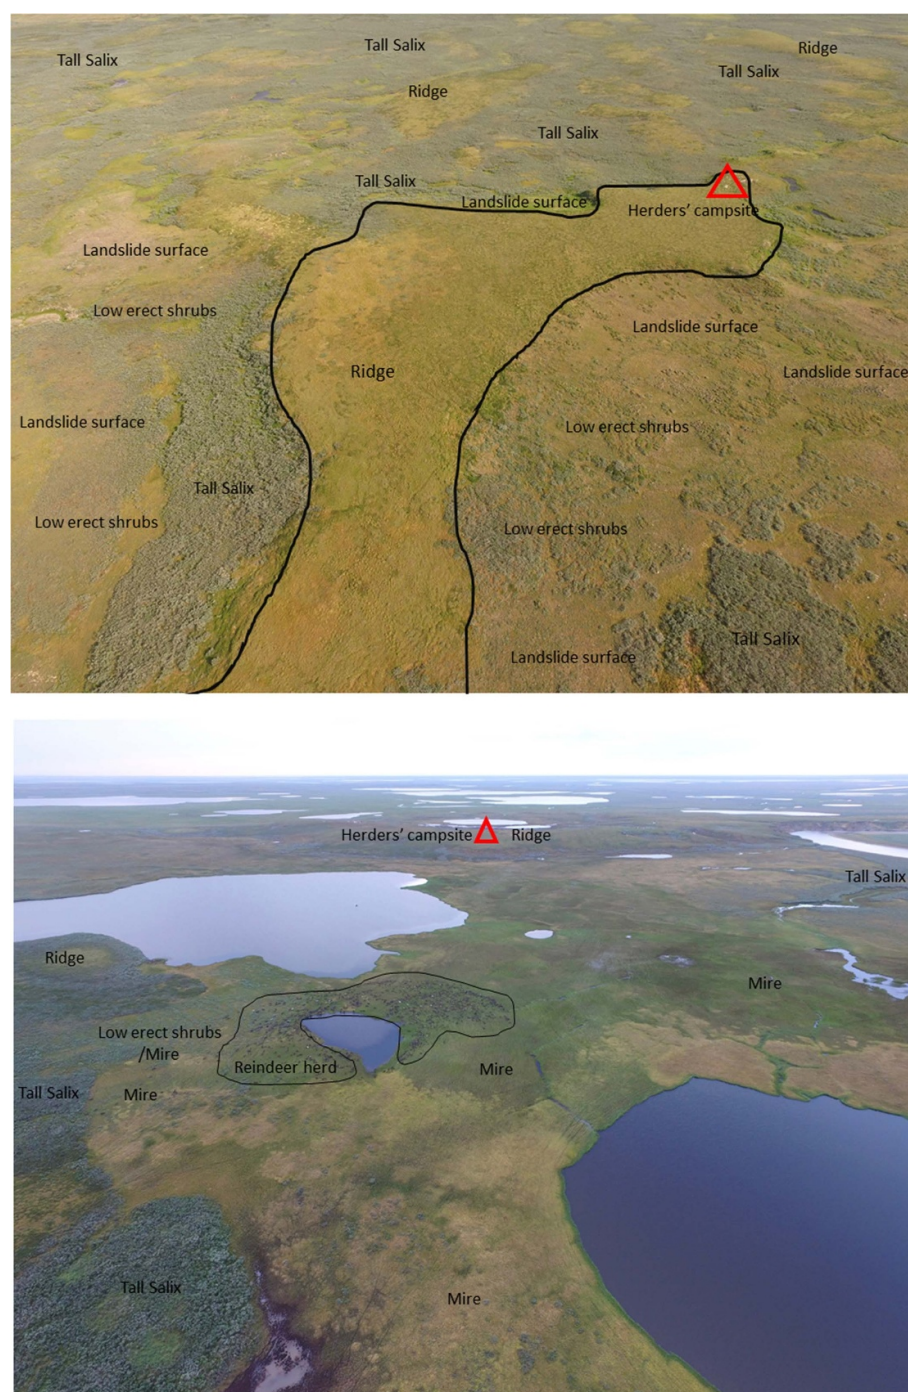 Tall Salix
Tall Salix
Ridge
Tall Salix
Ridge
Tall Salix
Tall Salix
Landslide surface
Herders' campsite
Landslide surface
Low erect shrubs
Landslide surface
Ridge
Landslide surface
Landslide surface
Low erect shrubs
Tall Salix
Low erect shrubs
Low erect shrubs
Tall Salix
Landslide surface
Herders' campsite
Ridge
Tall Salix
Ridge
Mire
Low erect shrubs
/Mire
Reindeer herd
Mire
Tall Salix
Mire
Tall Salix
Mire